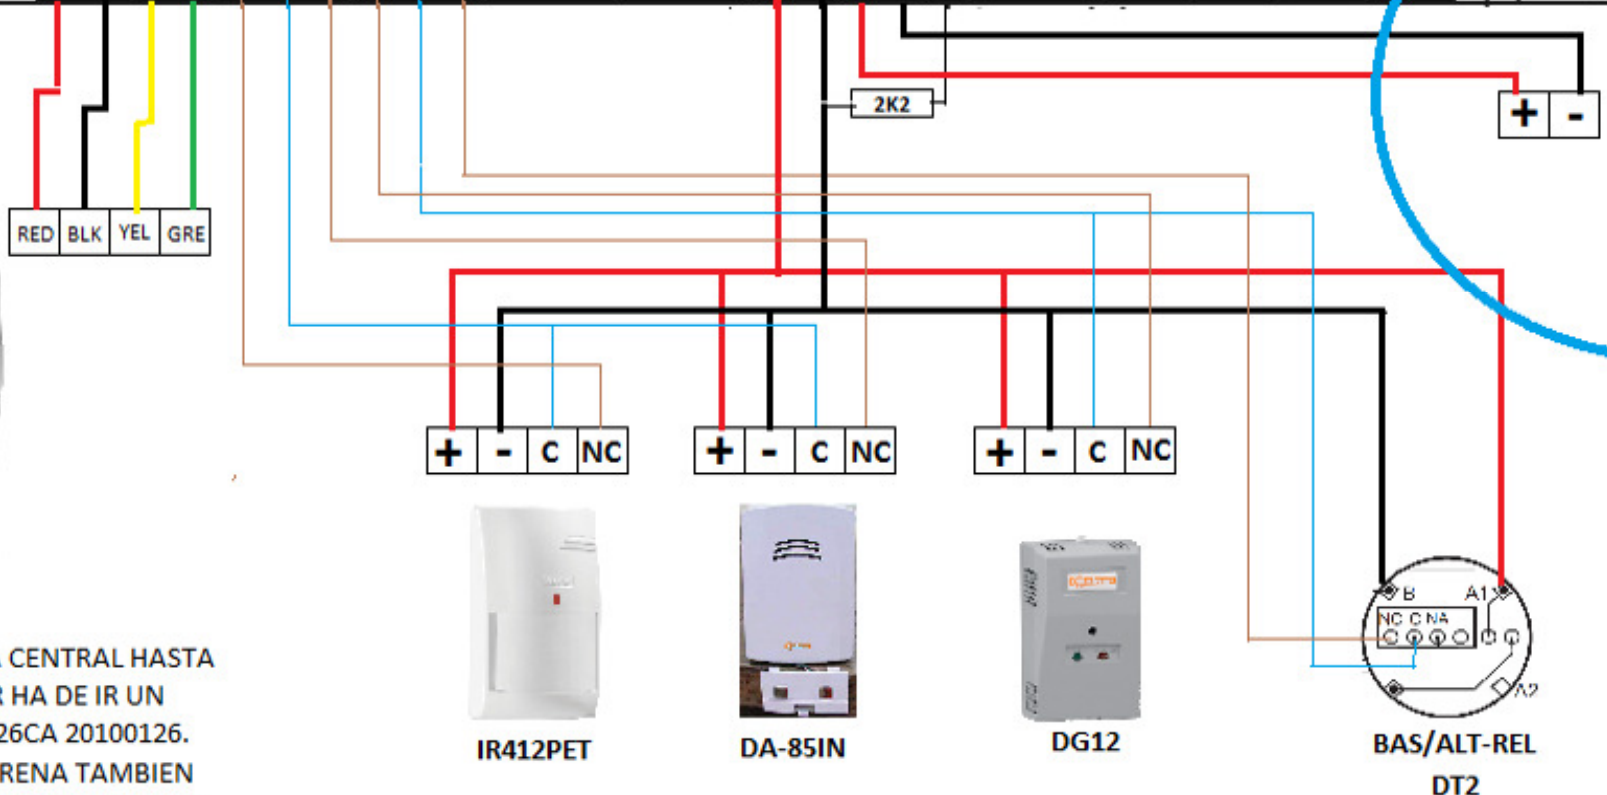 2K2
+ -
RED BLK YEL GRE
+ - C NC
+ - C NC
+ - C NC
B A1
NC C NA
A2
A CENTRAL HASTA
R HA DE IR UN
26CA 20100126.
RENA TAMBIEN
IR412PET
DA-85IN
DG12
BAS/ALT-REL
DT2